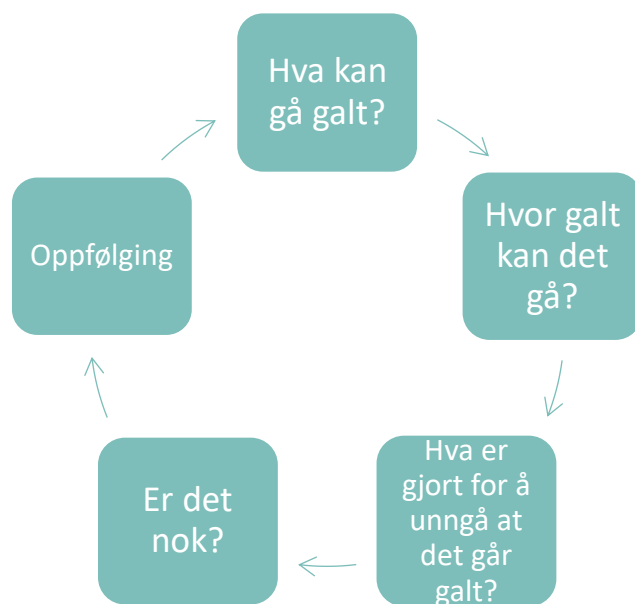 Hva kan
gå galt?
Hvor galt
kan det
gå?
Hva er
gjort for å
unngå at
det går
galt?
Er det
nok?
Oppfølging